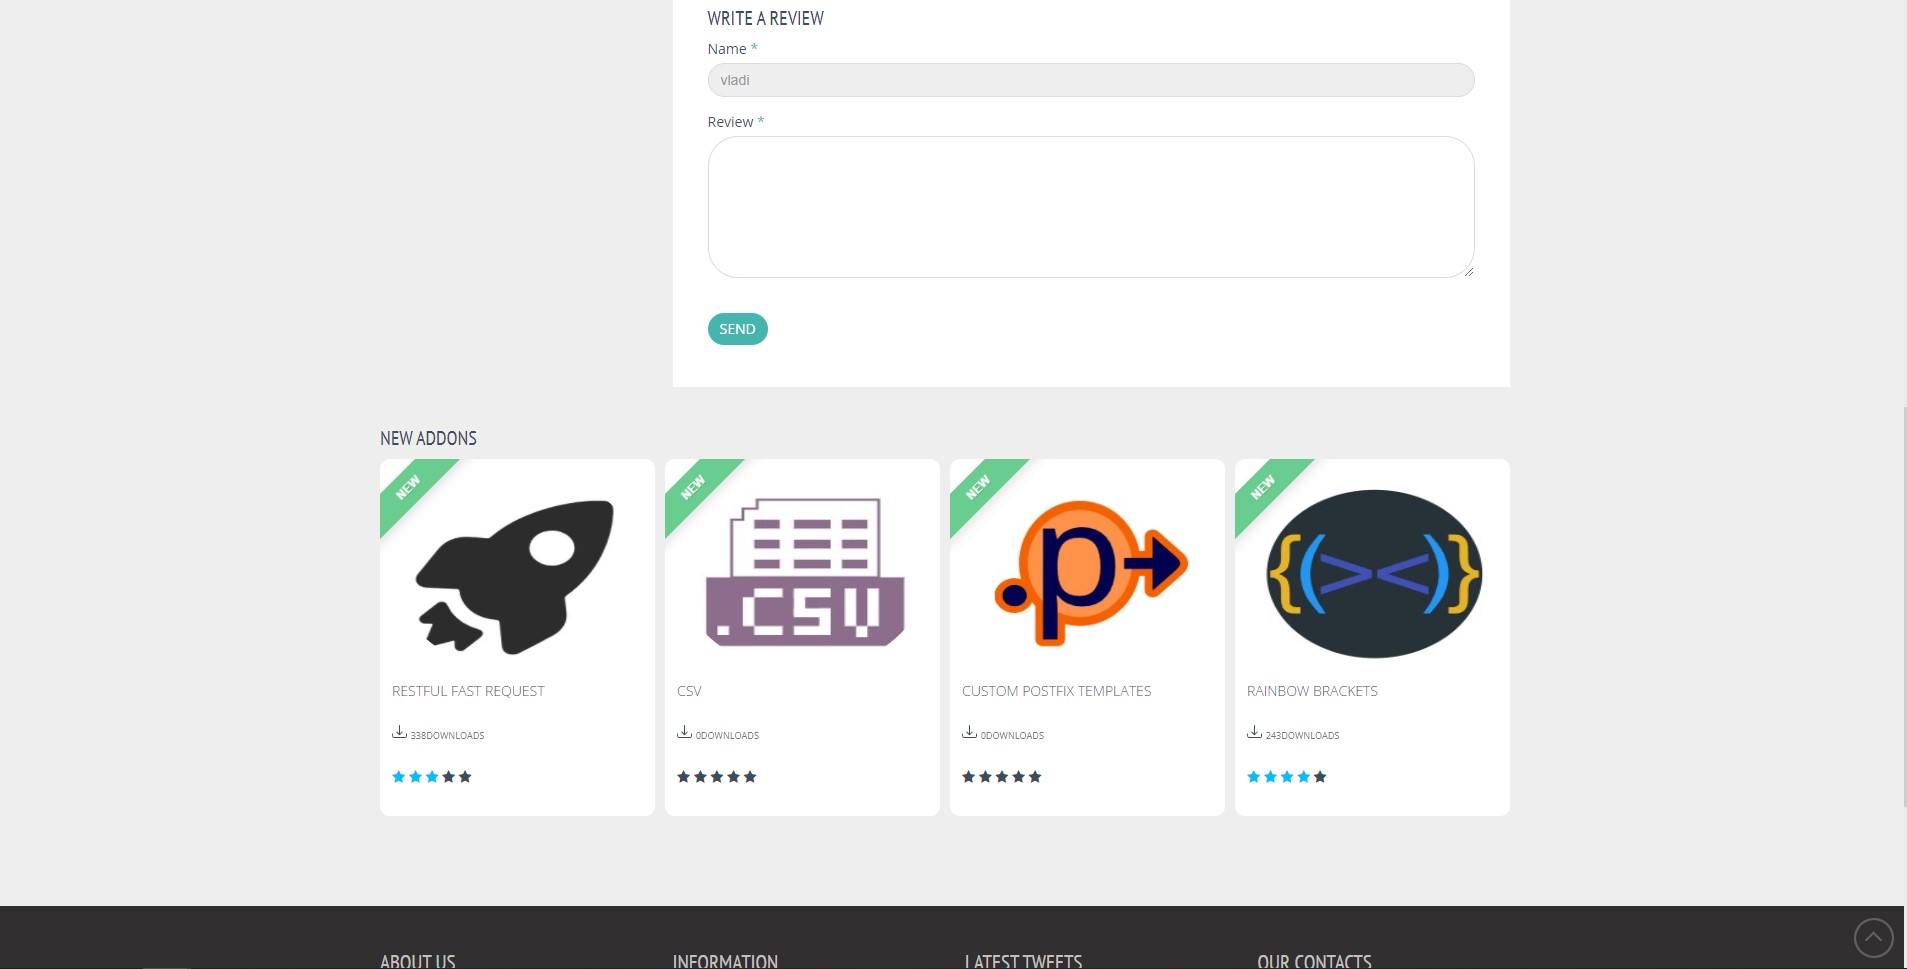 WRITE A REVIEW
Name *
vladi
Review *
SEND
NEW ADDONS
NEW
NEW
NEW
NEW
.CSV
.p
{(><)}
RESTFUL FAST REQUEST
CSV
CUSTOM POSTFIX TEMPLATES
RAINBOW BRACKETS
338DOWNLOADS
0DOWNLOADS
0DOWNLOADS
243DOWNLOADS
ABOUT US
INFORMATION
LATEST TWEETS
OUR CONTACTS